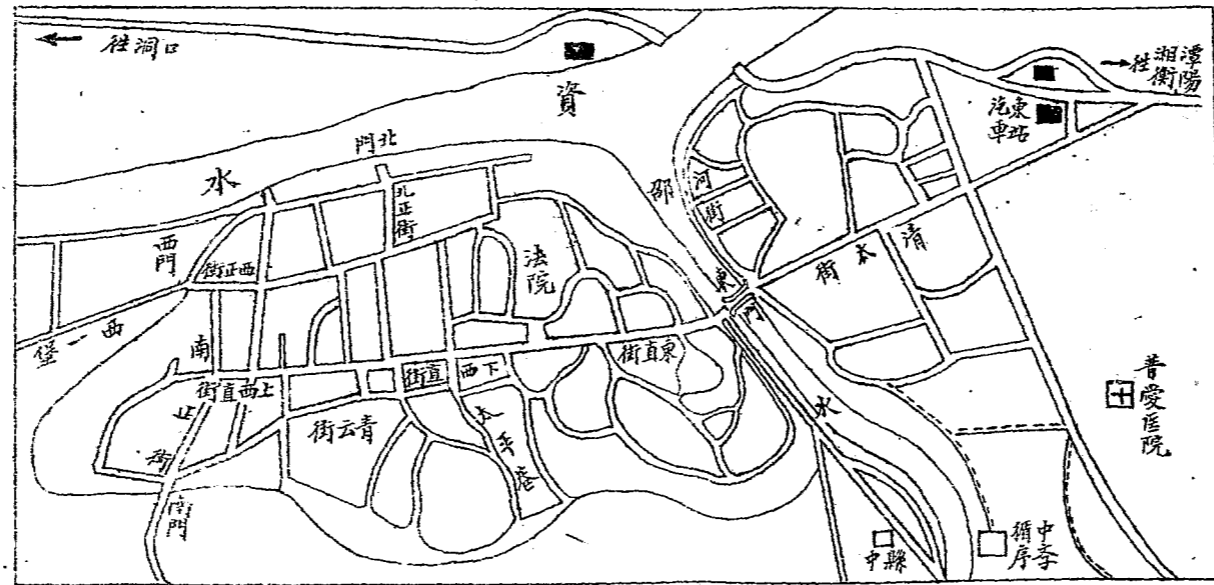 往洞口
往湘潭
衡陽
資
水
東站
汽車
北門
北正街
邵
水
河街
西門
西正街
法院
清太街
東門
西一堡
南正街
東直街
上西直街
下西直街
青云街
太平巷
南門
普愛医院
縣中
循序中学